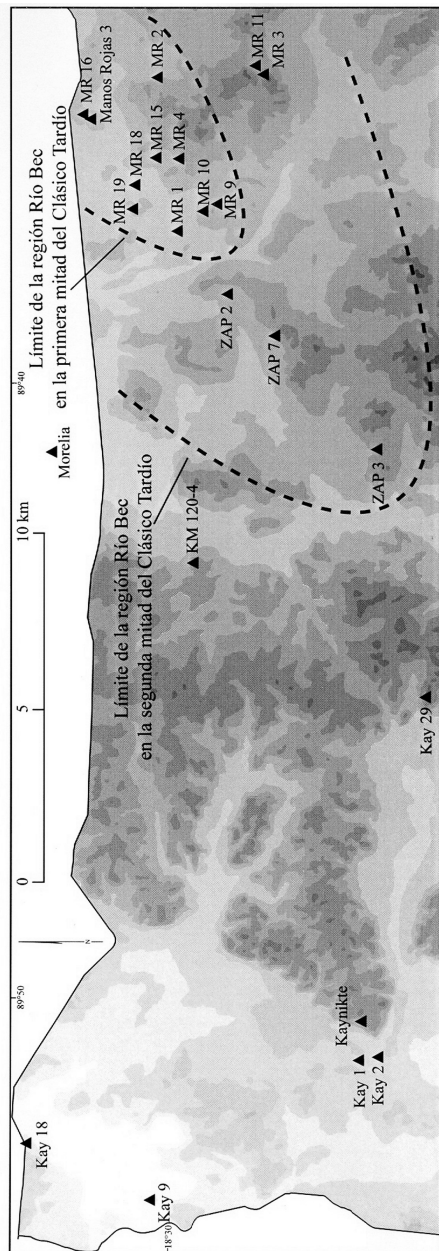 Kay 18
89°50
0
5
10 km
Morelia
89°40
Límite de la región Río Bec
en la primera mitad del Clásico Tardío
MR 16
Manos Rojas 3
N
Límite de la región Río Bec
en la segunda mitad del Clásico Tardío
KM 120-4
MR 19
MR 18
MR 15
MR 2
MR 1
MR 4
MR 10
MR 9
MR 11
MR 3
ZAP 2
ZAP 7
ZAP 3
-18°30
Kay 9
Kaynikte
Kay 1
Kay 2
Kay 29